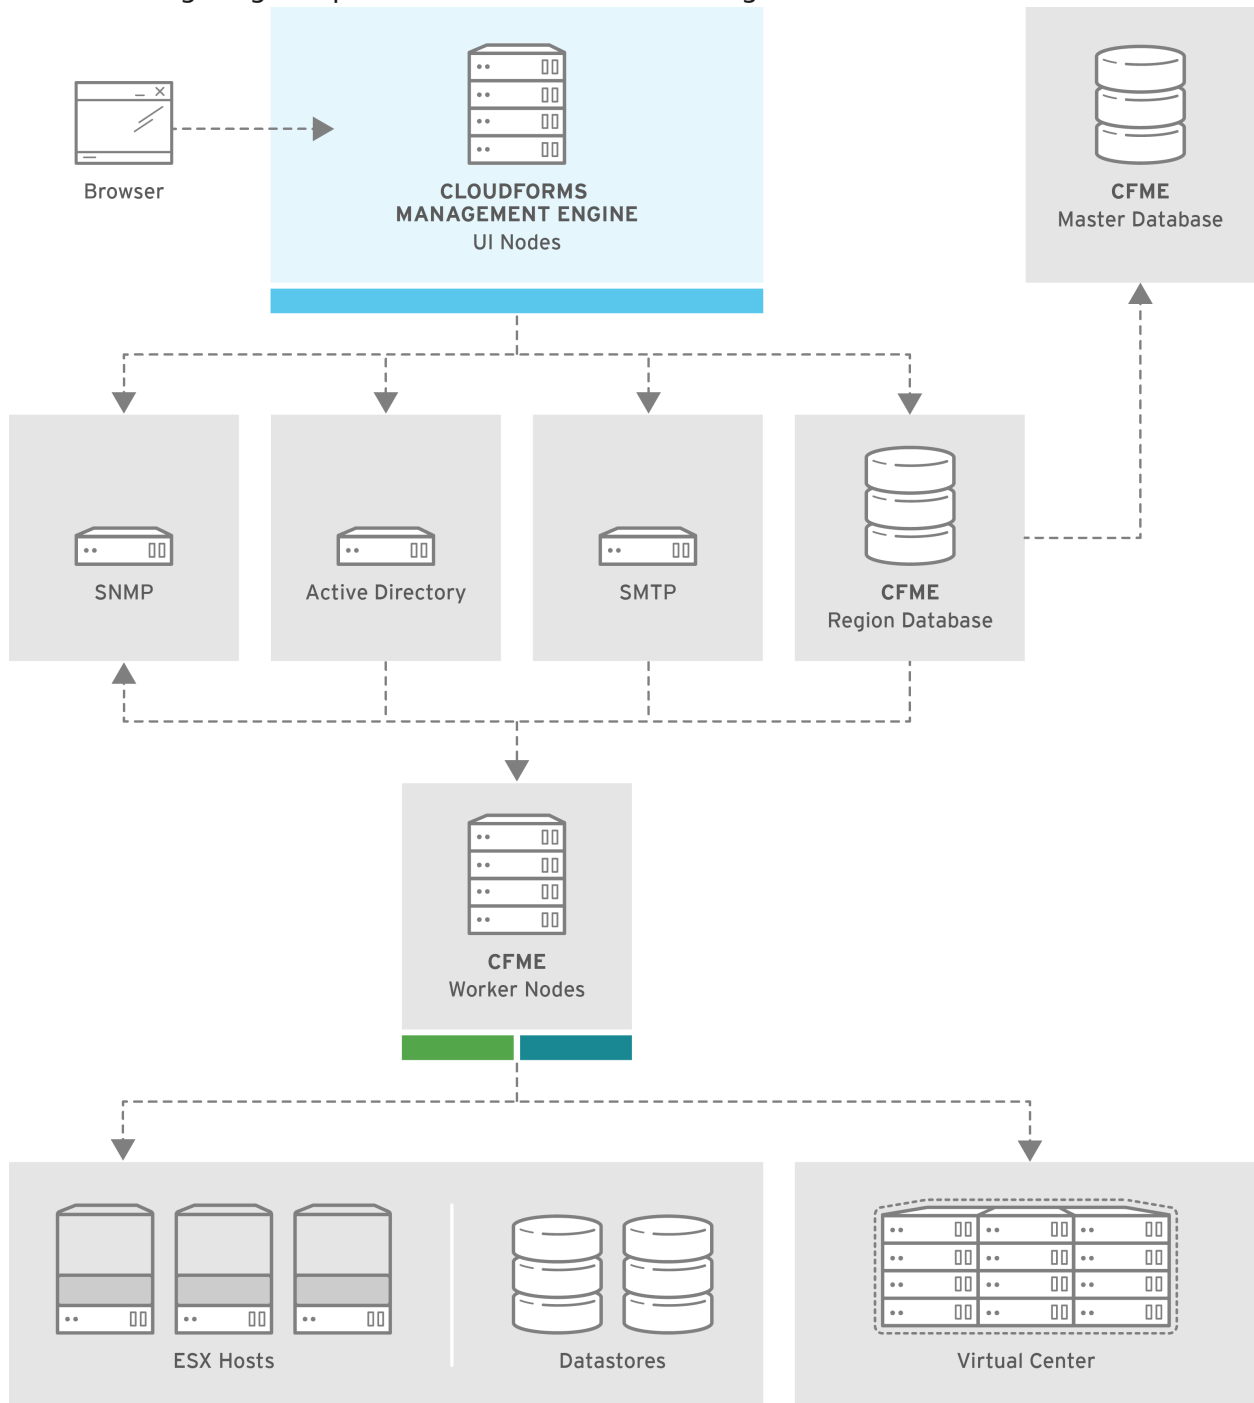 Browser
CLOUDFORMS
MANAGEMENT ENGINE
UI Nodes
CFME
Master Database
SNMP
Active Directory
SMTP
CFME
Region Database
CFME
Worker Nodes
ESX Hosts
Datastores
Virtual Center